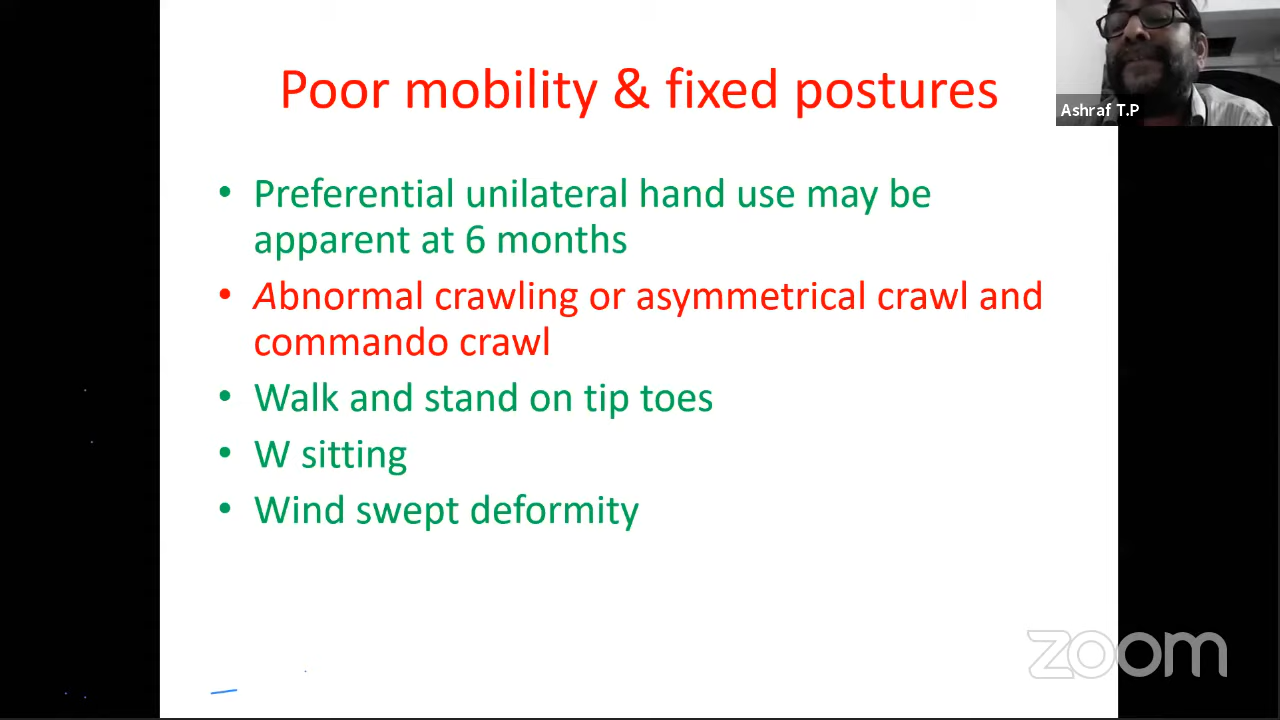 Poor mobility & fixed postures
Ashraf T.P
• Preferential unilateral hand use may be
apparent at 6 months
• Abnormal crawling or asymmetrical crawl and
commando crawl
• Walk and stand on tip toes
• W sitting
• Wind swept deformity
zoom